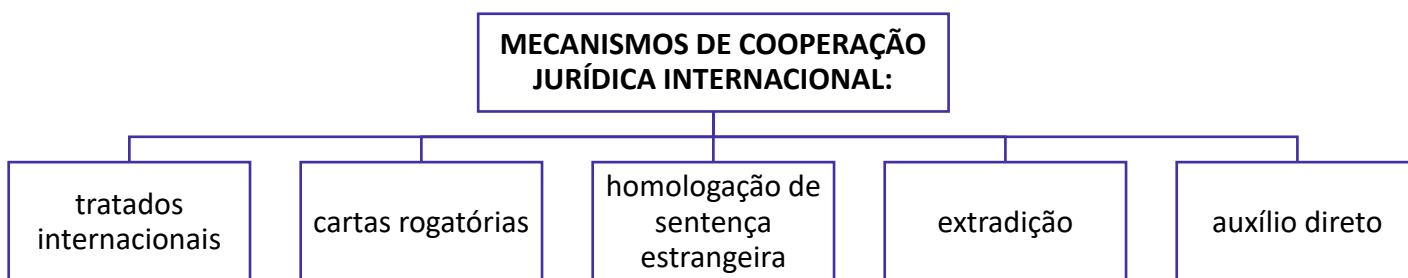 MECANISMOS DE COOPERAÇÃO
JURÍDICA INTERNACIONAL:
tratados
internacionais
cartas rogatórias
homologação de
sentença
estrangeira
extradição
auxílio direto